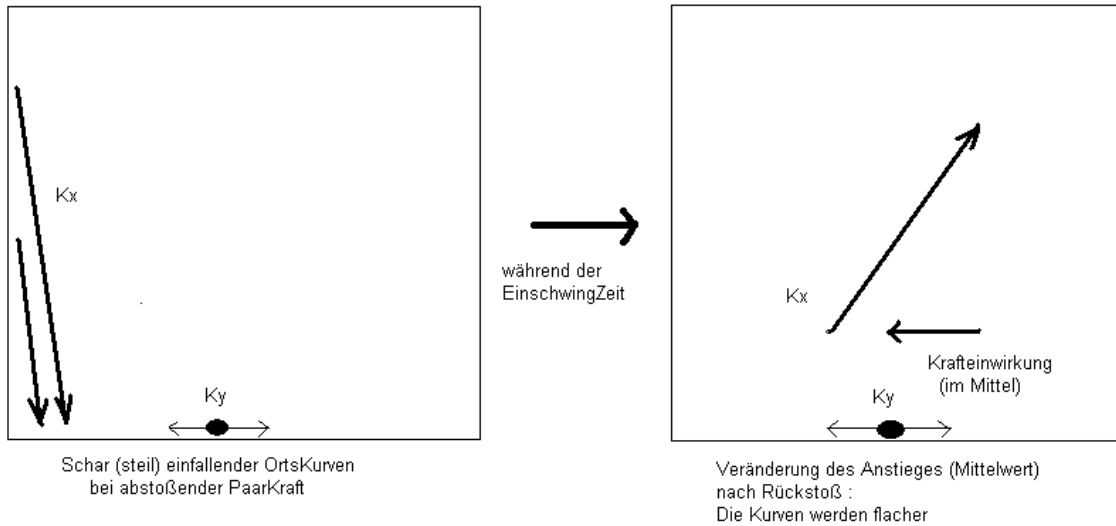 Kx
Ky
Schar (steil) einfallender OrtsKurven
bei abstoßender PaarKraft
während der
EinschwingZeit
Kx
Krafteinwirkung
(im Mittel)
Ky
Veränderung des Anstieges (Mittelwert)
nach Rückstoß :
Die Kurven werden flacher